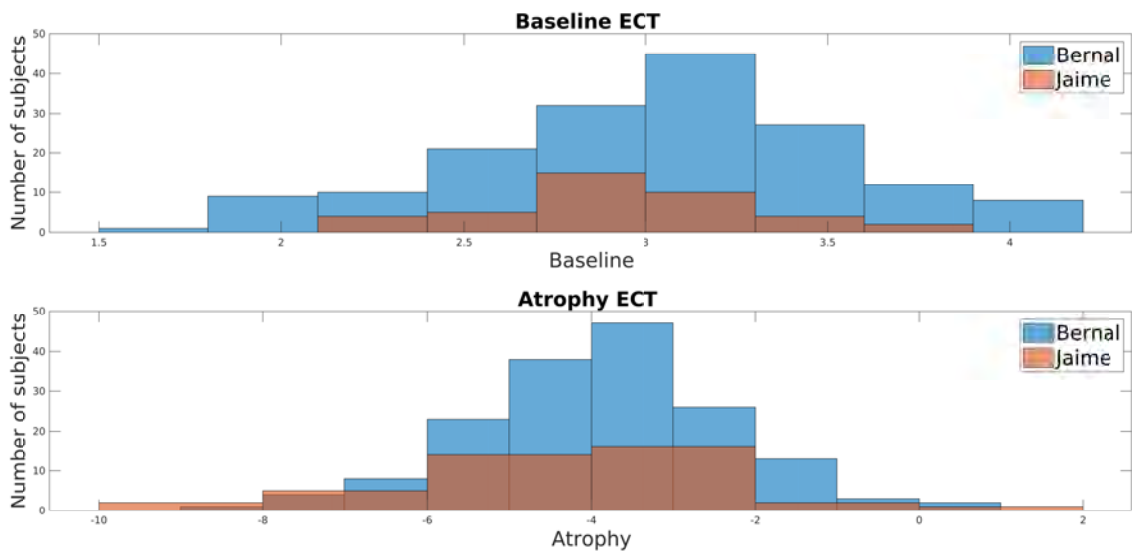 Baseline ECT
Number of subjects
50
40
30
20
10
0
Bernal
Jaime
1.5 2 2.5 3 3.5 4
Baseline
Atrophy ECT
Number of subjects
50
40
30
20
10
0
Bernal
Jaime
-10 -8 -6 -4 -2 0 2
Atrophy